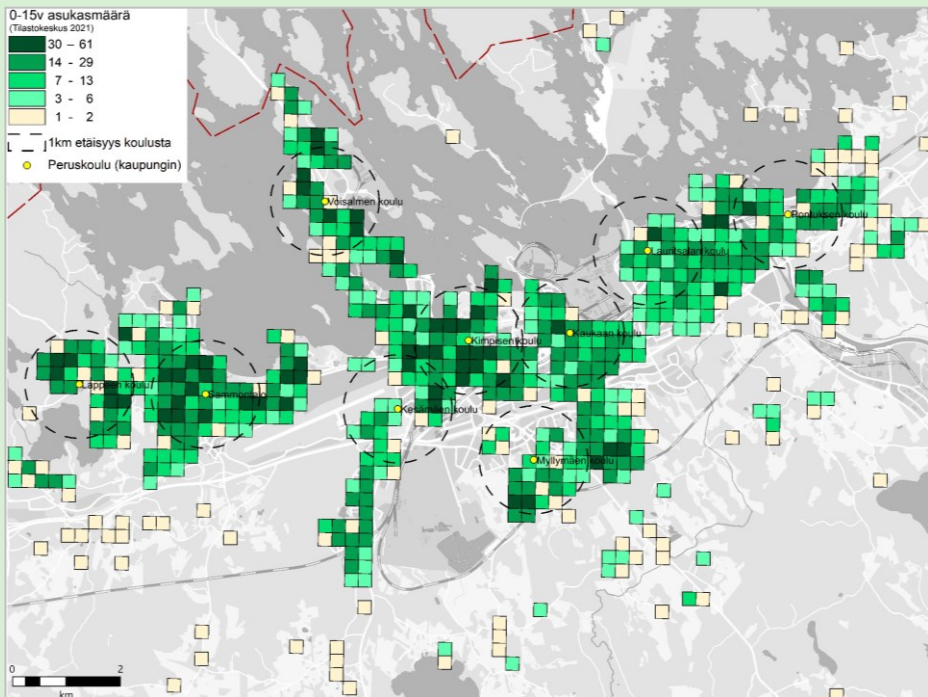 0-15v asukasmäärä
(Tilastokeskus 2021)
30 – 61
14 - 29
7 - 13
3 - 6
1 - 2
1km etäisyys koulusta
Peruskoulu (kaupungin)
Voisalmen koulu
Pontuksen koulu
Lauritsalan koulu
Kaukaan koulu
Kimpisen koulu
Lappeen koulu
Sammontalo
Kesämäen koulu
Myllymäen koulu
0 2
km